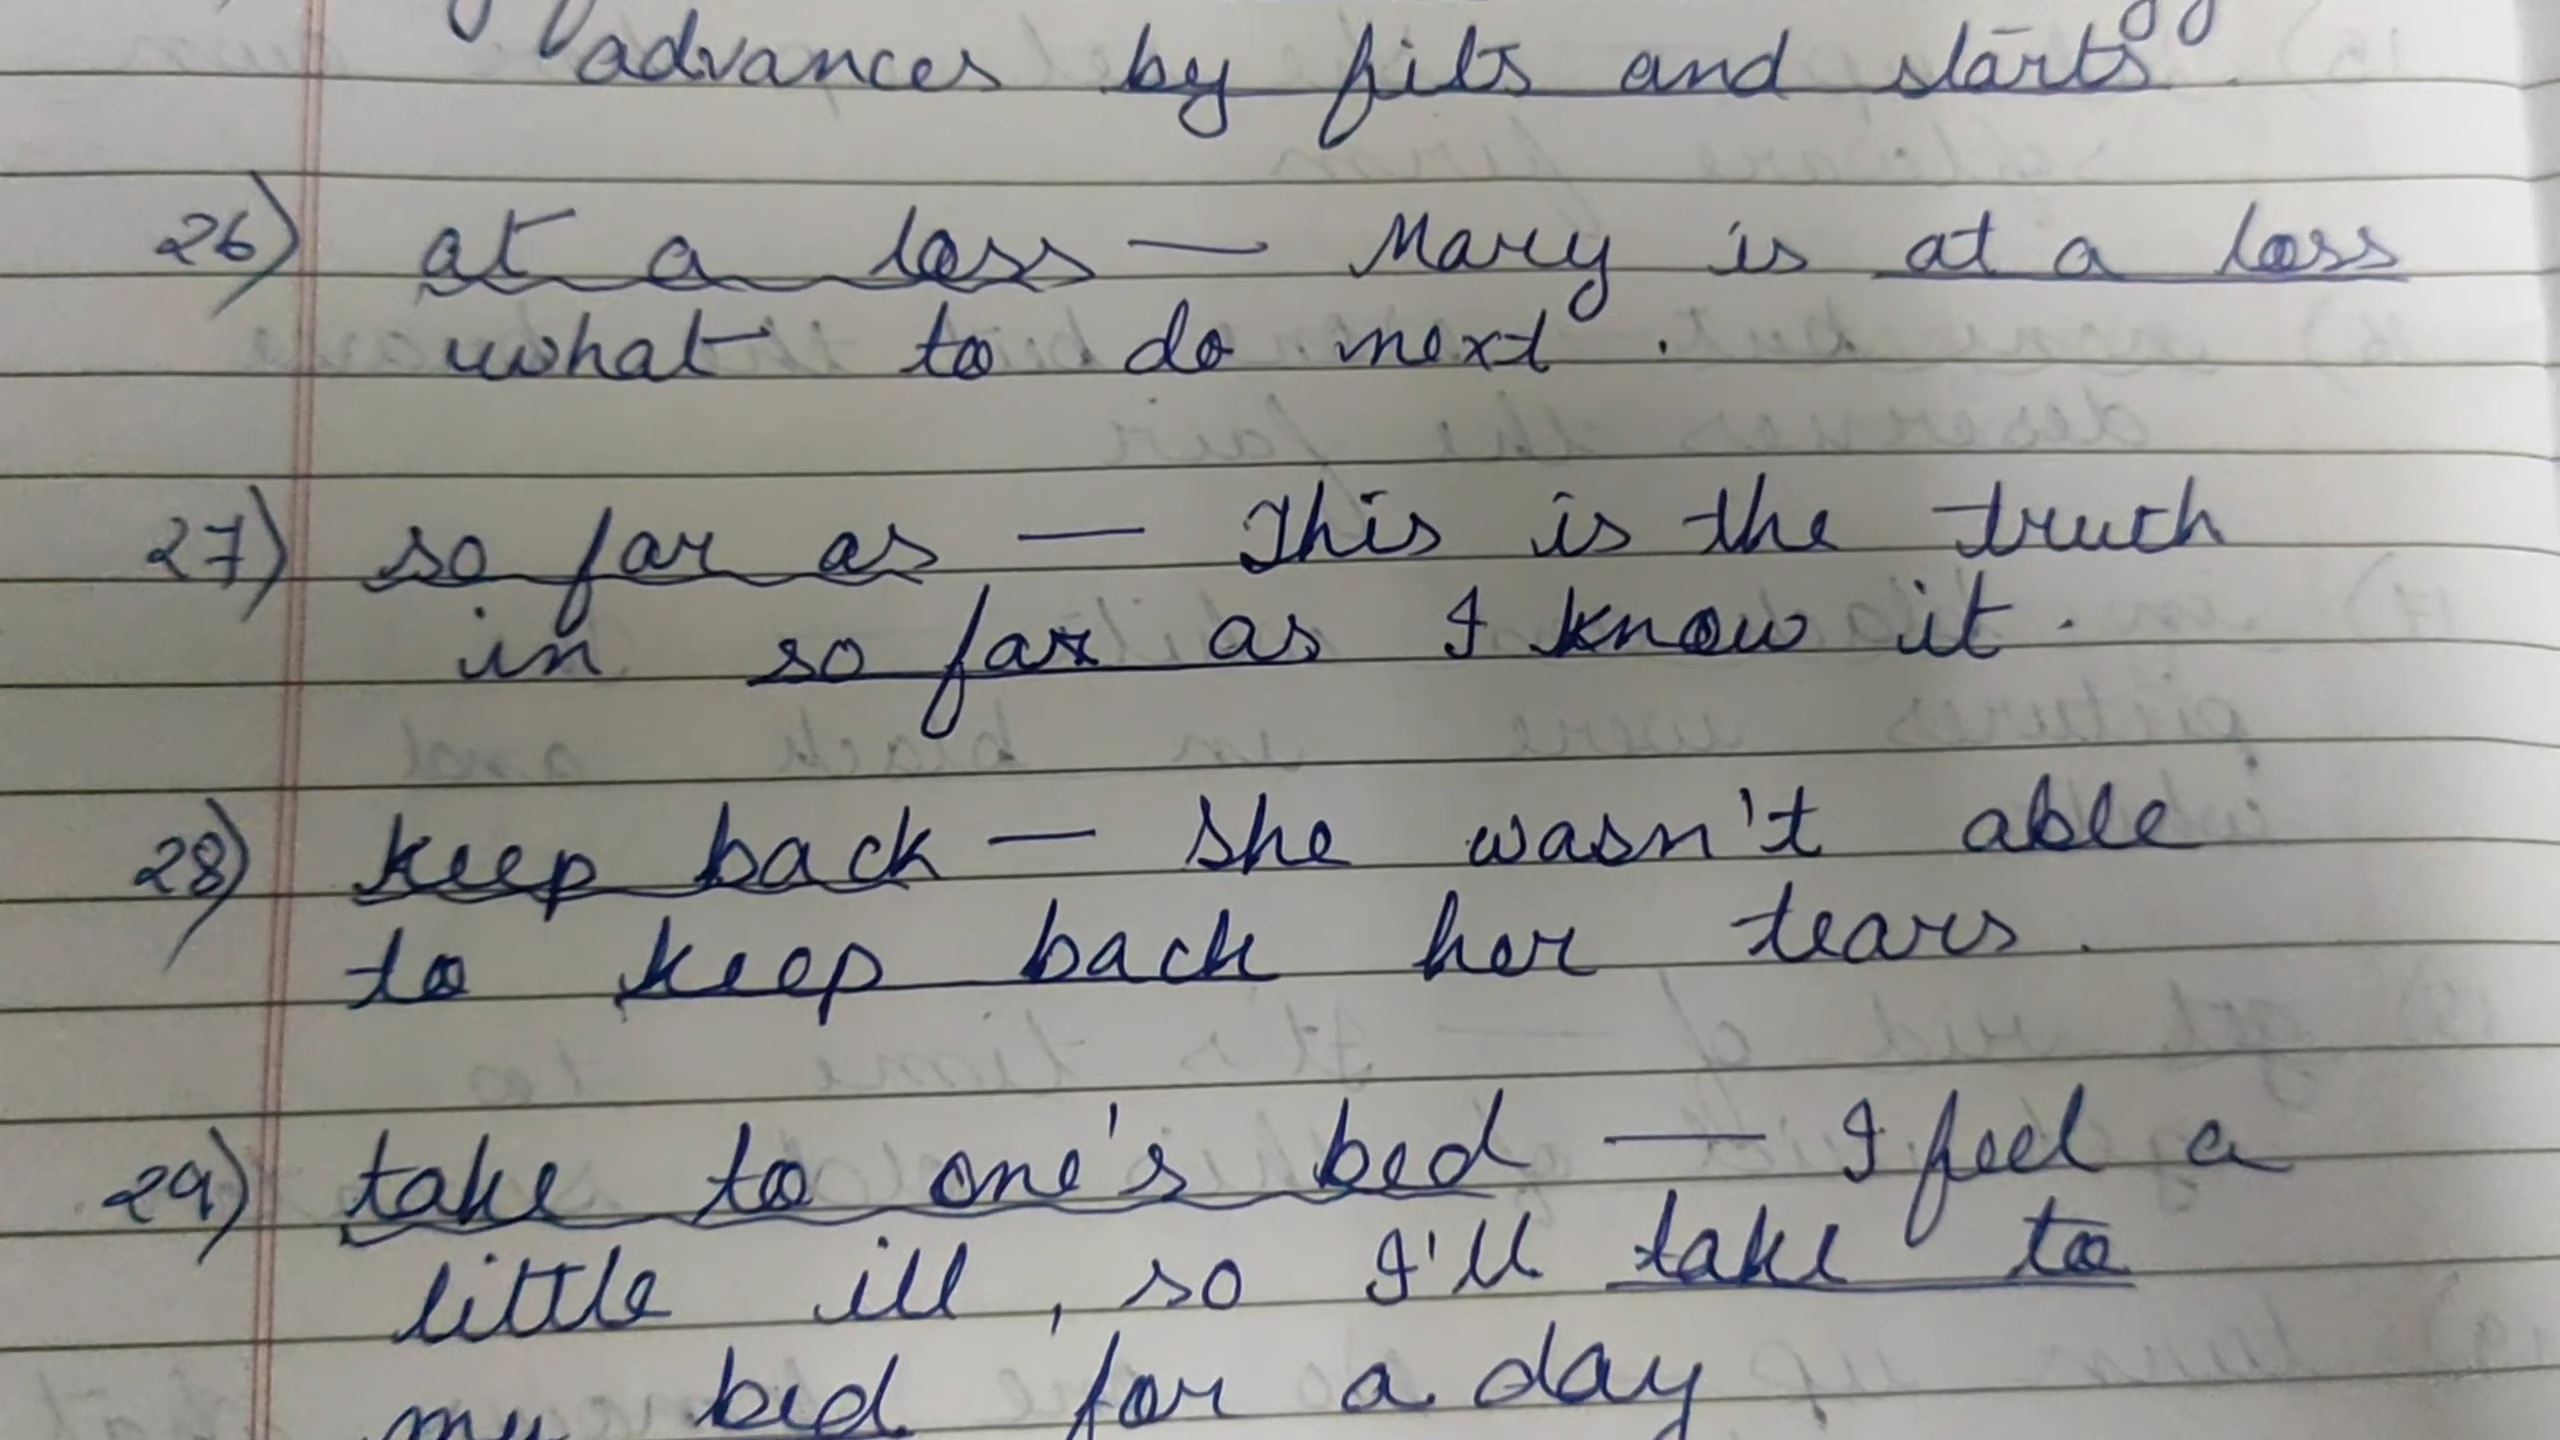 advances by fits and starts
26) at a loss — Mary is at a loss
what to do next .
27) so far as — This is the truth
in so far as I know it .
28) keep back — She wasn't able
to keep back her tears .
29) take to one's bed — I feel a
little ill , so I'll take to
my bed for a day